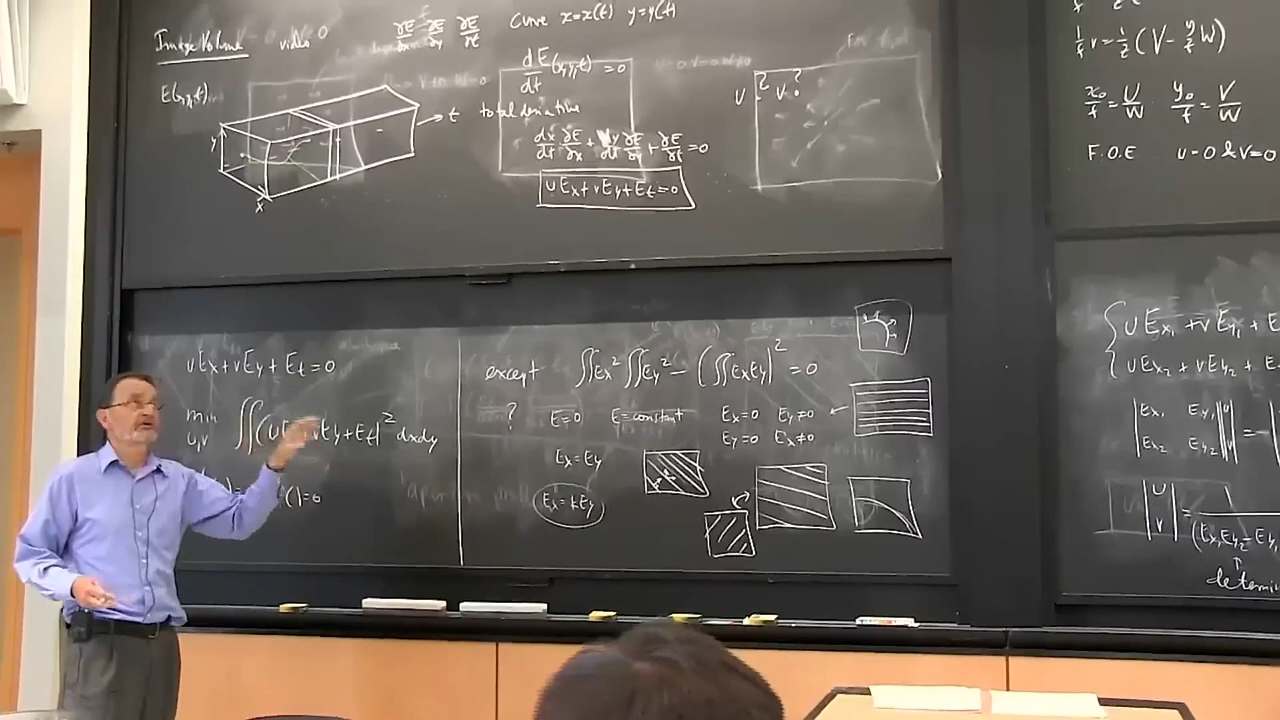 Image Volume video
E(x,y,t)
y
x
t
∂E/∂x ∂E/∂y ∂E/∂t
Curve x=x(t) y=y(t)
dE/dt (x,y,t) = 0
total derivative
dx/dt ∂E/∂x + dy/dt ∂E/∂y + ∂E/∂t = 0
uEx+vEy+Et=0
U ? V ?
v = 1/z (V - y/f W)
x0/f = U/W y0/f = V/W
F.O.E u=0 & v=0
uEx+vEy+Et=0
min u,v ∬(uEx+vEy+Et)² dxdy
( )=0
except ∬Ex² ∬Ey² - (∬ExEy)² = 0
? E=0 E=constant Ex=0 Ey≠0
Ey=0 Ex≠0
Ex=Ey
Ex=kEy
{ uEx1 + vEy1 + E
uEx2 + vEy2 + E
|Ex1 Ey1| |u| = -
|Ex2 Ey2| |v|
|u| = 1
|v| (Ex1Ey2 - Ey1
determin